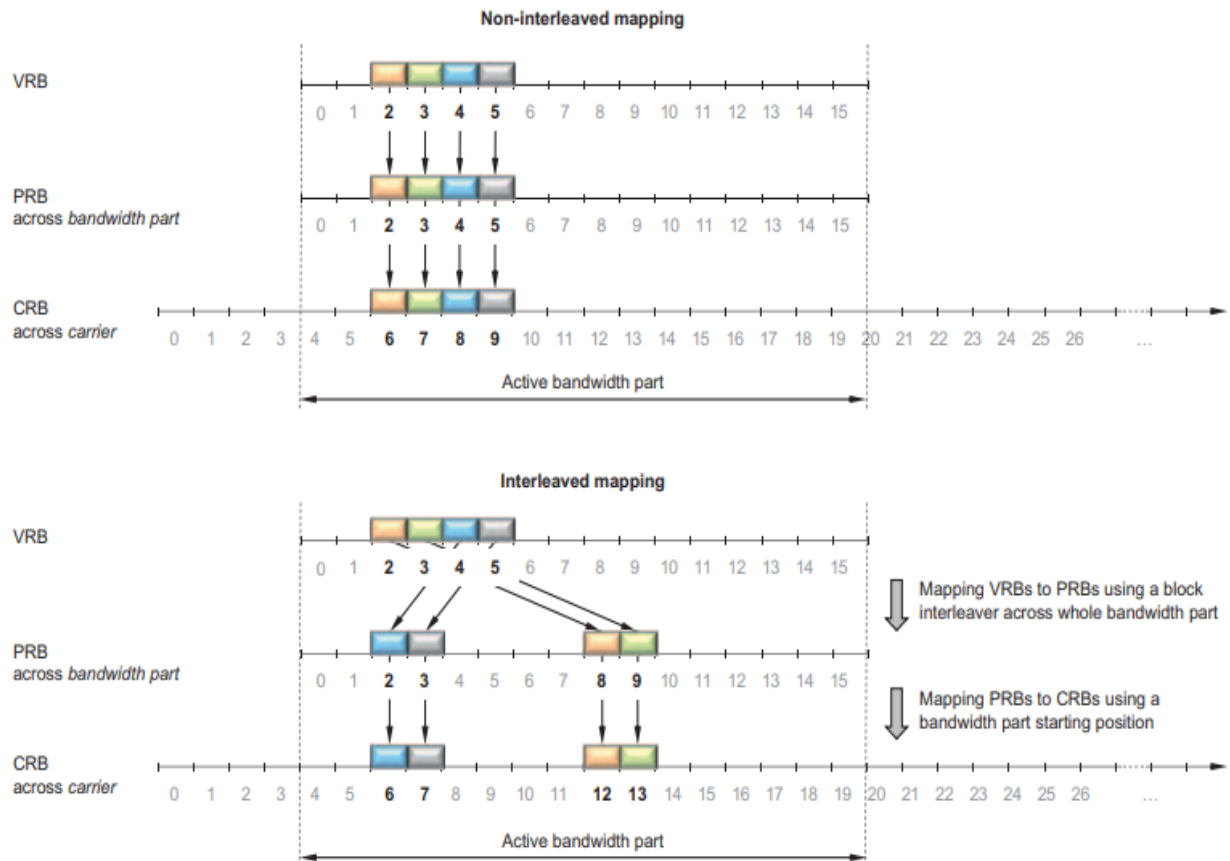 Non-interleaved mapping
VRB
0 1 2 3 4 5 6 7 8 9 10 11 12 13 14 15
PRB
across bandwidth part
0 1 2 3 4 5 6 7 8 9 10 11 12 13 14 15
CRB
across carrier
0 1 2 3 4 5 6 7 8 9 10 11 12 13 14 15 16 17 18 19 20 21 22 23 24 25 26 ...
Active bandwidth part
Interleaved mapping
VRB
0 1 2 3 4 5 6 7 8 9 10 11 12 13 14 15
Mapping VRBs to PRBs using a block
interleaver across whole bandwidth part
PRB
across bandwidth part
0 1 2 3 4 5 6 7 8 9 10 11 12 13 14 15
Mapping PRBs to CRBs using a
bandwidth part starting position
CRB
across carrier
0 1 2 3 4 5 6 7 8 9 10 11 12 13 14 15 16 17 18 19 20 21 22 23 24 25 26 ...
Active bandwidth part